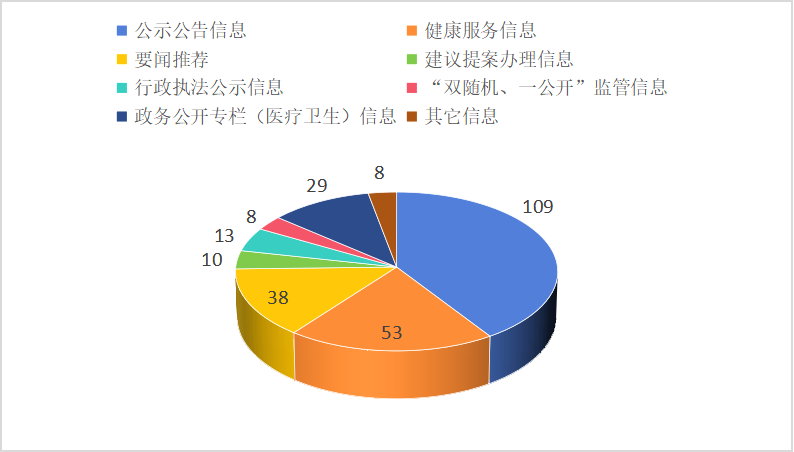 公示公告信息
健康服务信息
要闻推荐
建议提案办理信息
行政执法公示信息
“双随机、一公开”监管信息
政务公开专栏（医疗卫生）信息
其它信息
8
29
109
8
13
10
38
53